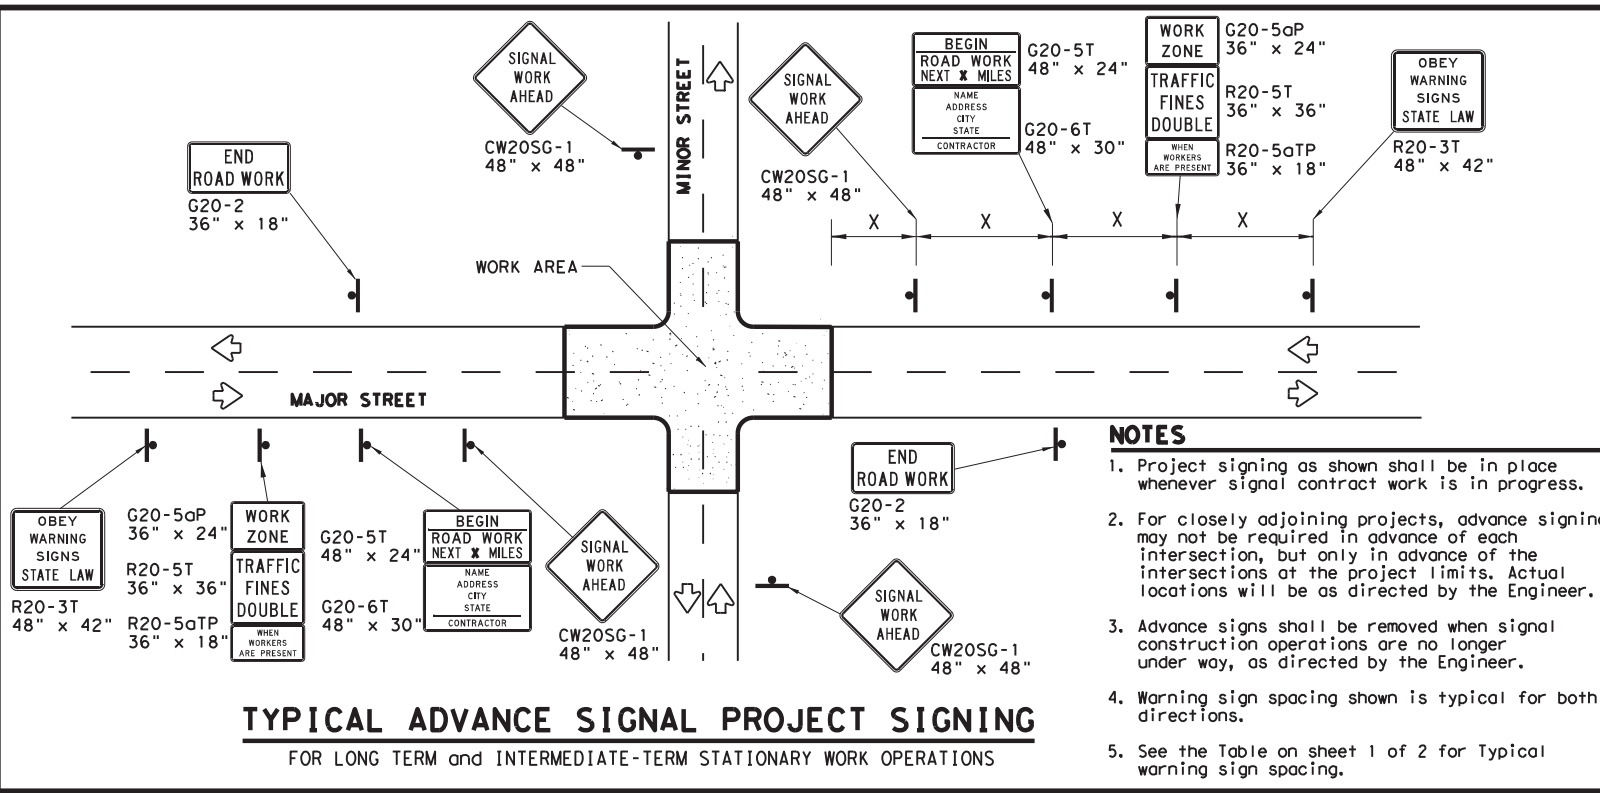 SIGNAL
WORK
AHEAD
CW20SG-1
48" x 48"
END
ROAD WORK
G20-2
36" x 18"
MINOR STREET
SIGNAL
WORK
AHEAD
CW20SG-1
48" x 48"
BEGIN
ROAD WORK
NEXT X MILES
NAME
ADDRESS
CITY
STATE
CONTRACTOR
G20-5T
48" x 24"
G20-6T
48" x 30"
WORK
ZONE
TRAFFIC
FINES
DOUBLE
WHEN
WORKERS
ARE PRESENT
G20-5aP
36" x 24"
R20-5T
36" x 36"
R20-5aTP
36" x 18"
OBEY
WARNING
SIGNS
STATE LAW
R20-3T
48" x 42"
X
X
X
X
WORK AREA
MAJOR STREET
OBEY
WARNING
SIGNS
STATE LAW
R20-3T
48" x 42"
G20-5aP
36" x 24"
R20-5T
36" x 36"
R20-5aTP
36" x 18"
WORK
ZONE
TRAFFIC
FINES
DOUBLE
WHEN
WORKERS
ARE PRESENT
G20-5T
48" x 24"
G20-6T
48" x 30"
BEGIN
ROAD WORK
NEXT X MILES
NAME
ADDRESS
CITY
STATE
CONTRACTOR
SIGNAL
WORK
AHEAD
CW20SG-1
48" x 48"
END
ROAD WORK
G20-2
36" x 18"
SIGNAL
WORK
AHEAD
CW20SG-1
48" x 48"
NOTES
1. Project signing as shown shall be in place
whenever signal contract work is in progress.
2. For closely adjoining projects, advance signing
may not be required in advance of each
intersection, but only in advance of the
intersections at the project limits. Actual
locations will be as directed by the Engineer.
3. Advance signs shall be removed when signal
construction operations are no longer
under way, as directed by the Engineer.
4. Warning sign spacing shown is typical for both
directions.
5. See the Table on sheet 1 of 2 for Typical
warning sign spacing.
TYPICAL ADVANCE SIGNAL PROJECT SIGNING
FOR LONG TERM and INTERMEDIATE-TERM STATIONARY WORK OPERATIONS